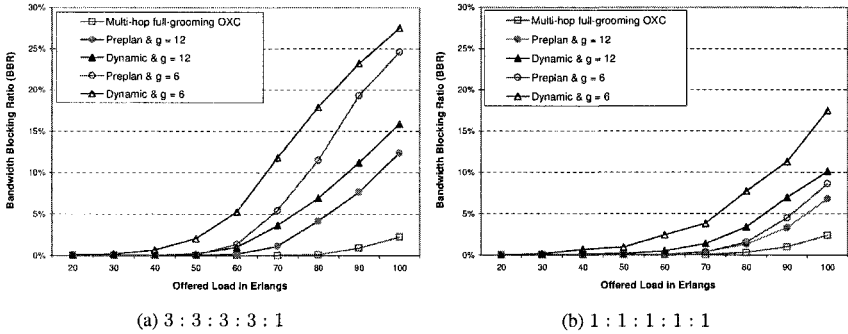 30%
25%
20%
15%
10%
5%
0%
Bandwidth Blocking Ratio (BBR)
Multi-hop full-grooming OXC
Preplan & g = 12
Dynamic & g = 12
Preplan & g = 6
Dynamic & g = 6
20 30 40 50 60 70 80 90 100
Offered Load in Erlangs
(a) 3 : 3 : 3 : 3 : 1
30%
25%
20%
15%
10%
5%
0%
Bandwidth Blocking Ratio (BBR)
Multi-hop full-grooming OXC
Preplan & g = 12
Dynamic & g = 12
Preplan & g = 6
Dynamic & g = 6
20 30 40 50 60 70 80 90 100
Offered Load in Erlangs
(b) 1 : 1 : 1 : 1 : 1